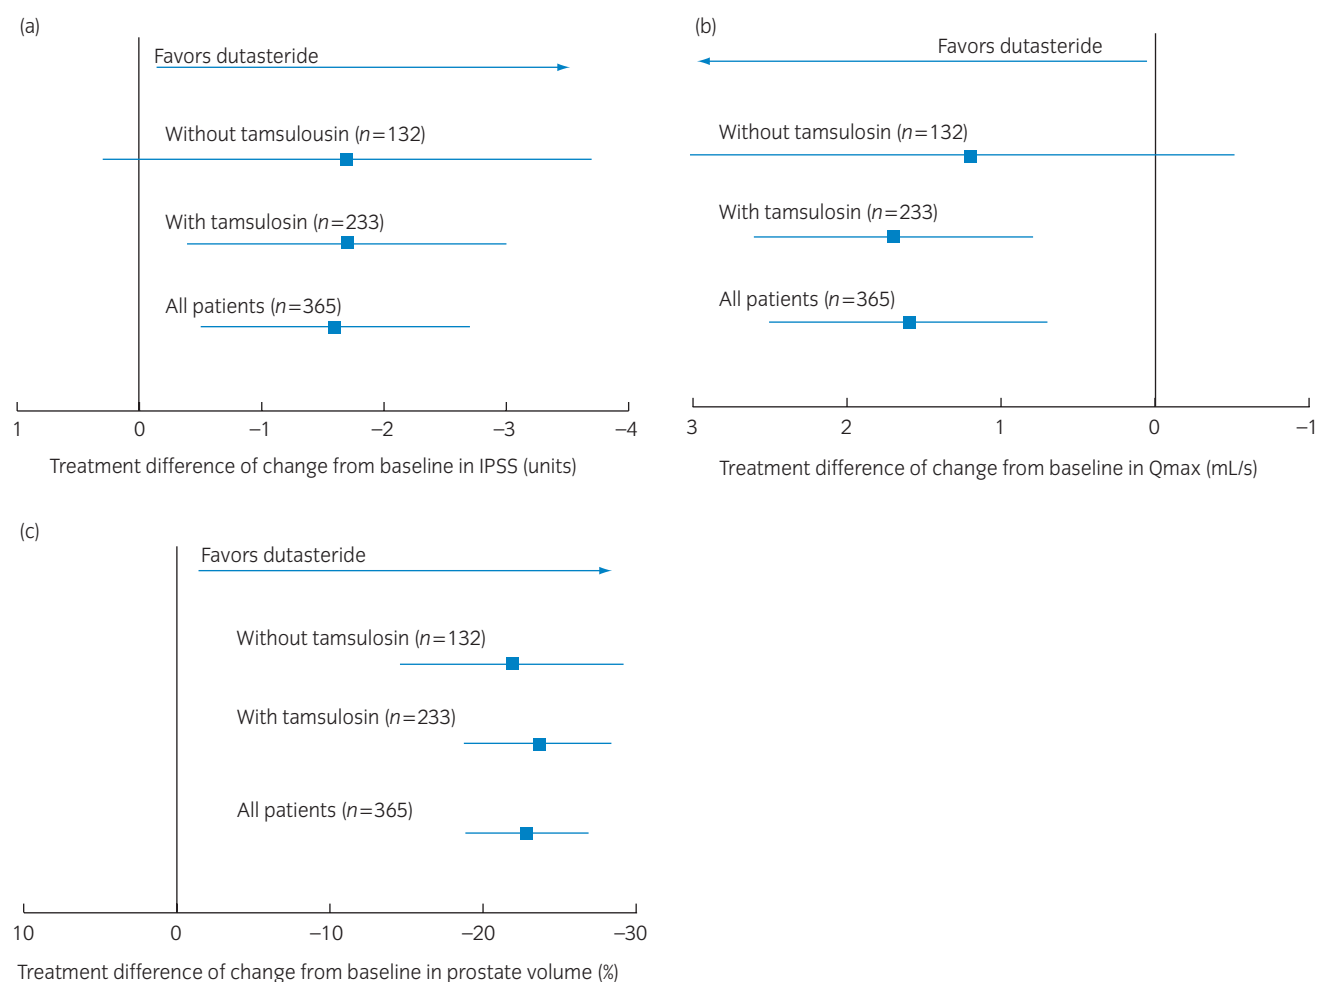 (a)
Favors dutasteride
Without tamsulousin (n=132)
With tamsulosin (n=233)
All patients (n=365)
1 0 –1 –2 –3 –4
Treatment difference of change from baseline in IPSS (units)
(b)
Favors dutasteride
Without tamsulosin (n=132)
With tamsulosin (n=233)
All patients (n=365)
3 2 1 0 –1
Treatment difference of change from baseline in Qmax (mL/s)
(c)
Favors dutasteride
Without tamsulosin (n=132)
With tamsulosin (n=233)
All patients (n=365)
10 0 –10 –20 –30
Treatment difference of change from baseline in prostate volume (%)